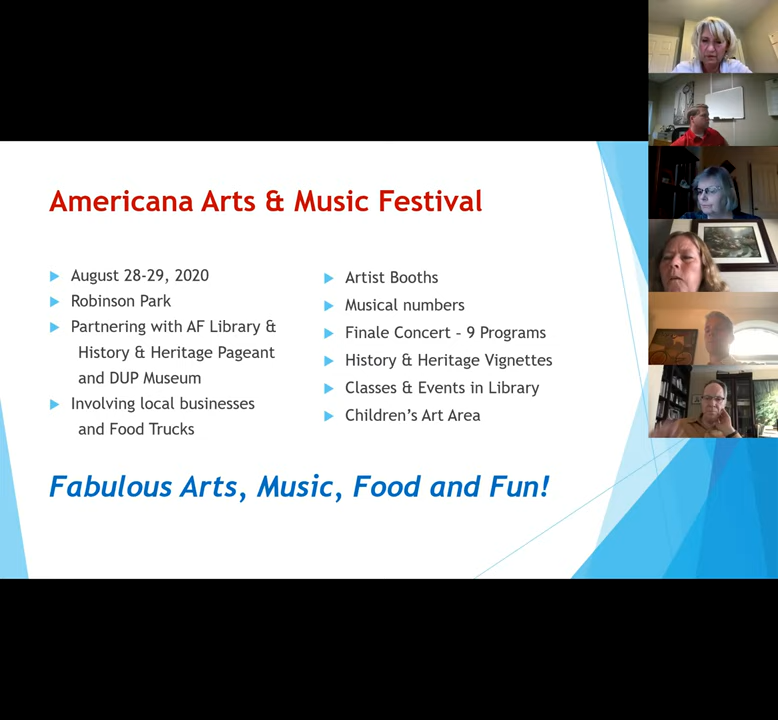 Americana Arts & Music Festival
August 28-29, 2020
Robinson Park
Partnering with AF Library &
History & Heritage Pageant
and DUP Museum
Involving local businesses
and Food Trucks
Artist Booths
Musical numbers
Finale Concert – 9 Programs
History & Heritage Vignettes
Classes & Events in Library
Children's Art Area
Fabulous Arts, Music, Food and Fun!